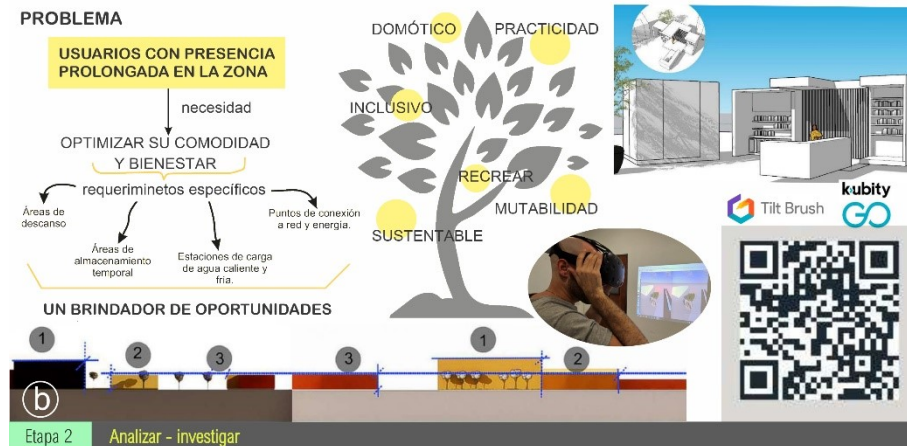 PROBLEMA
USUARIOS CON PRESENCIA
PROLONGADA EN LA ZONA
necesidad
OPTIMIZAR SU COMODIDAD
Y BIENESTAR
requeriminetos específicos
Áreas de
descanso
Áreas de
almacenamiento
temporal
Estaciones de carga
de agua caliente y
fría.
Puntos de conexión
a red y energía.
UN BRINDADOR DE OPORTUNIDADES
DOMÓTICO
PRACTICIDAD
INCLUSIVO
RECREAR
MUTABILIDAD
SUSTENTABLE
Tilt Brush
kubity
GO
1
2
3
3
1
2
b
Etapa 2
Analizar - investigar